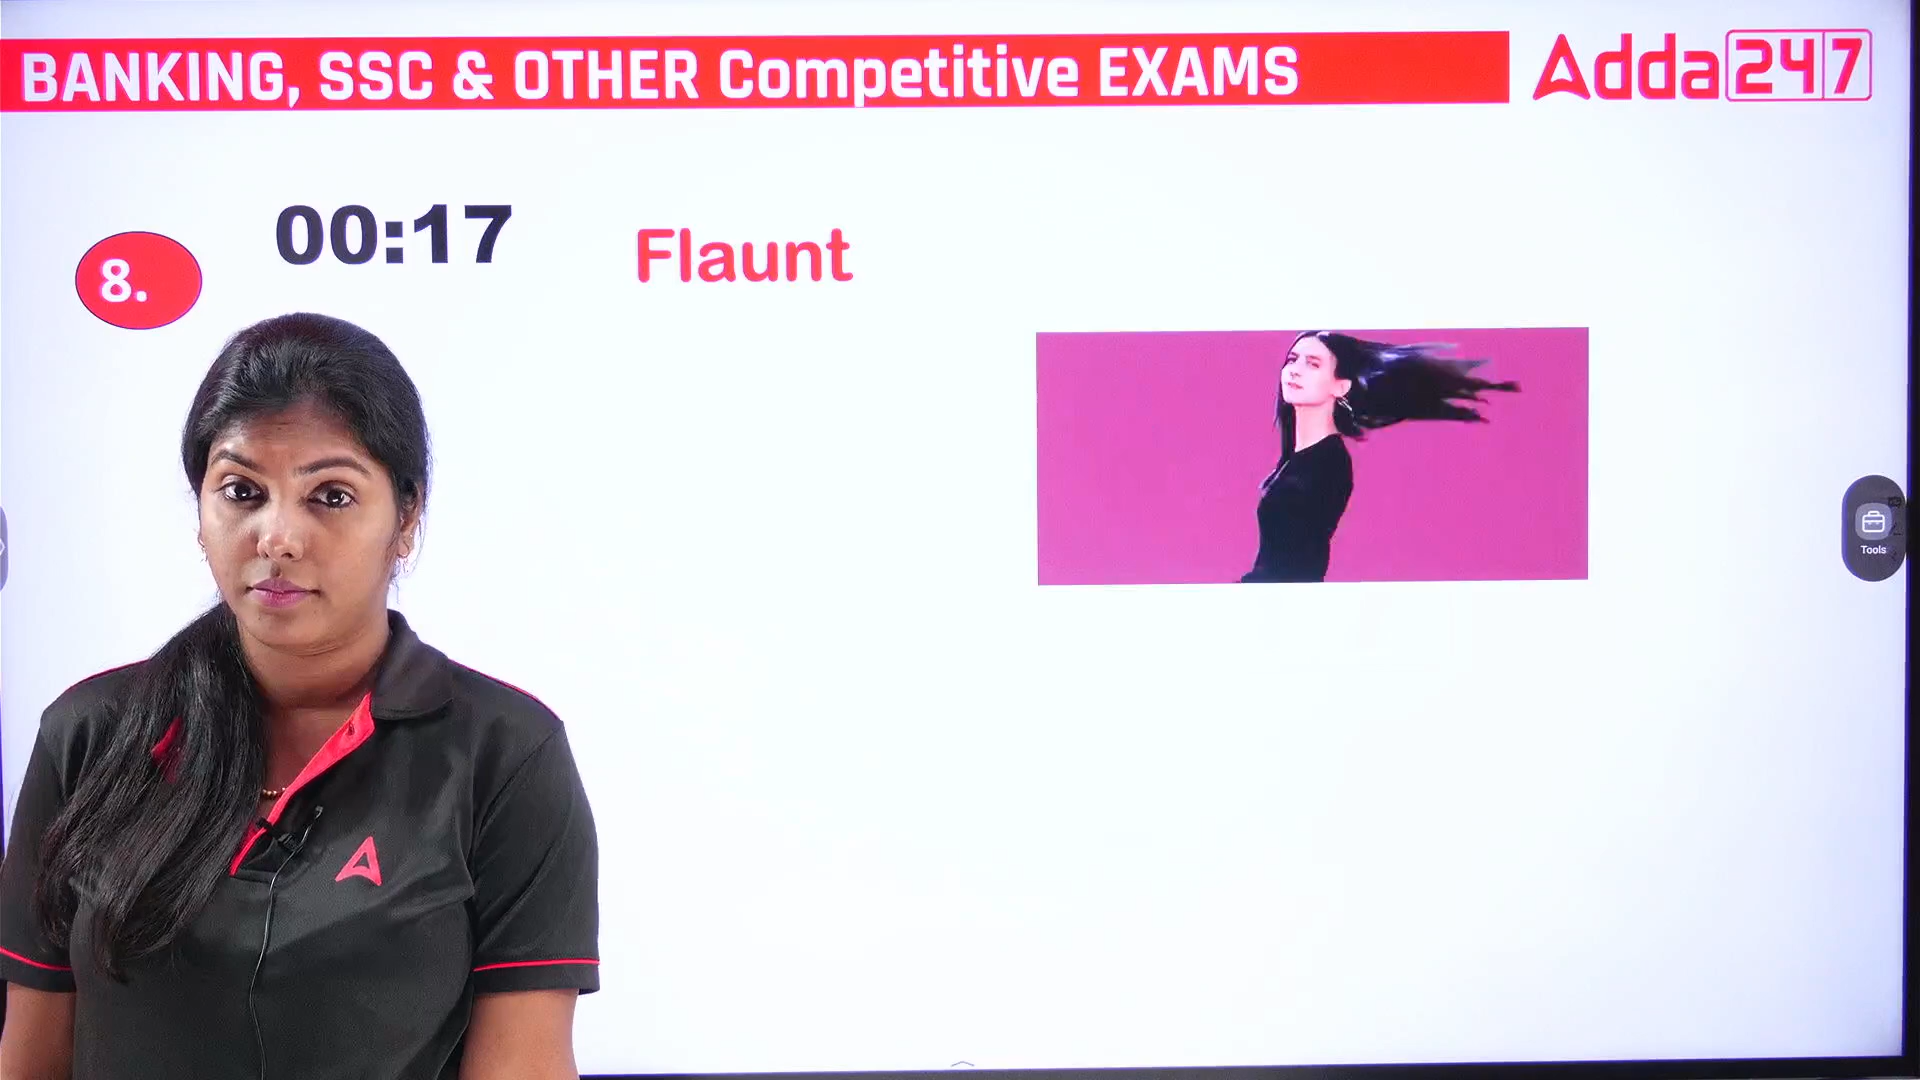 BANKING, SSC & OTHER Competitive EXAMS
Adda247
8.
00:17
Flaunt
Tools